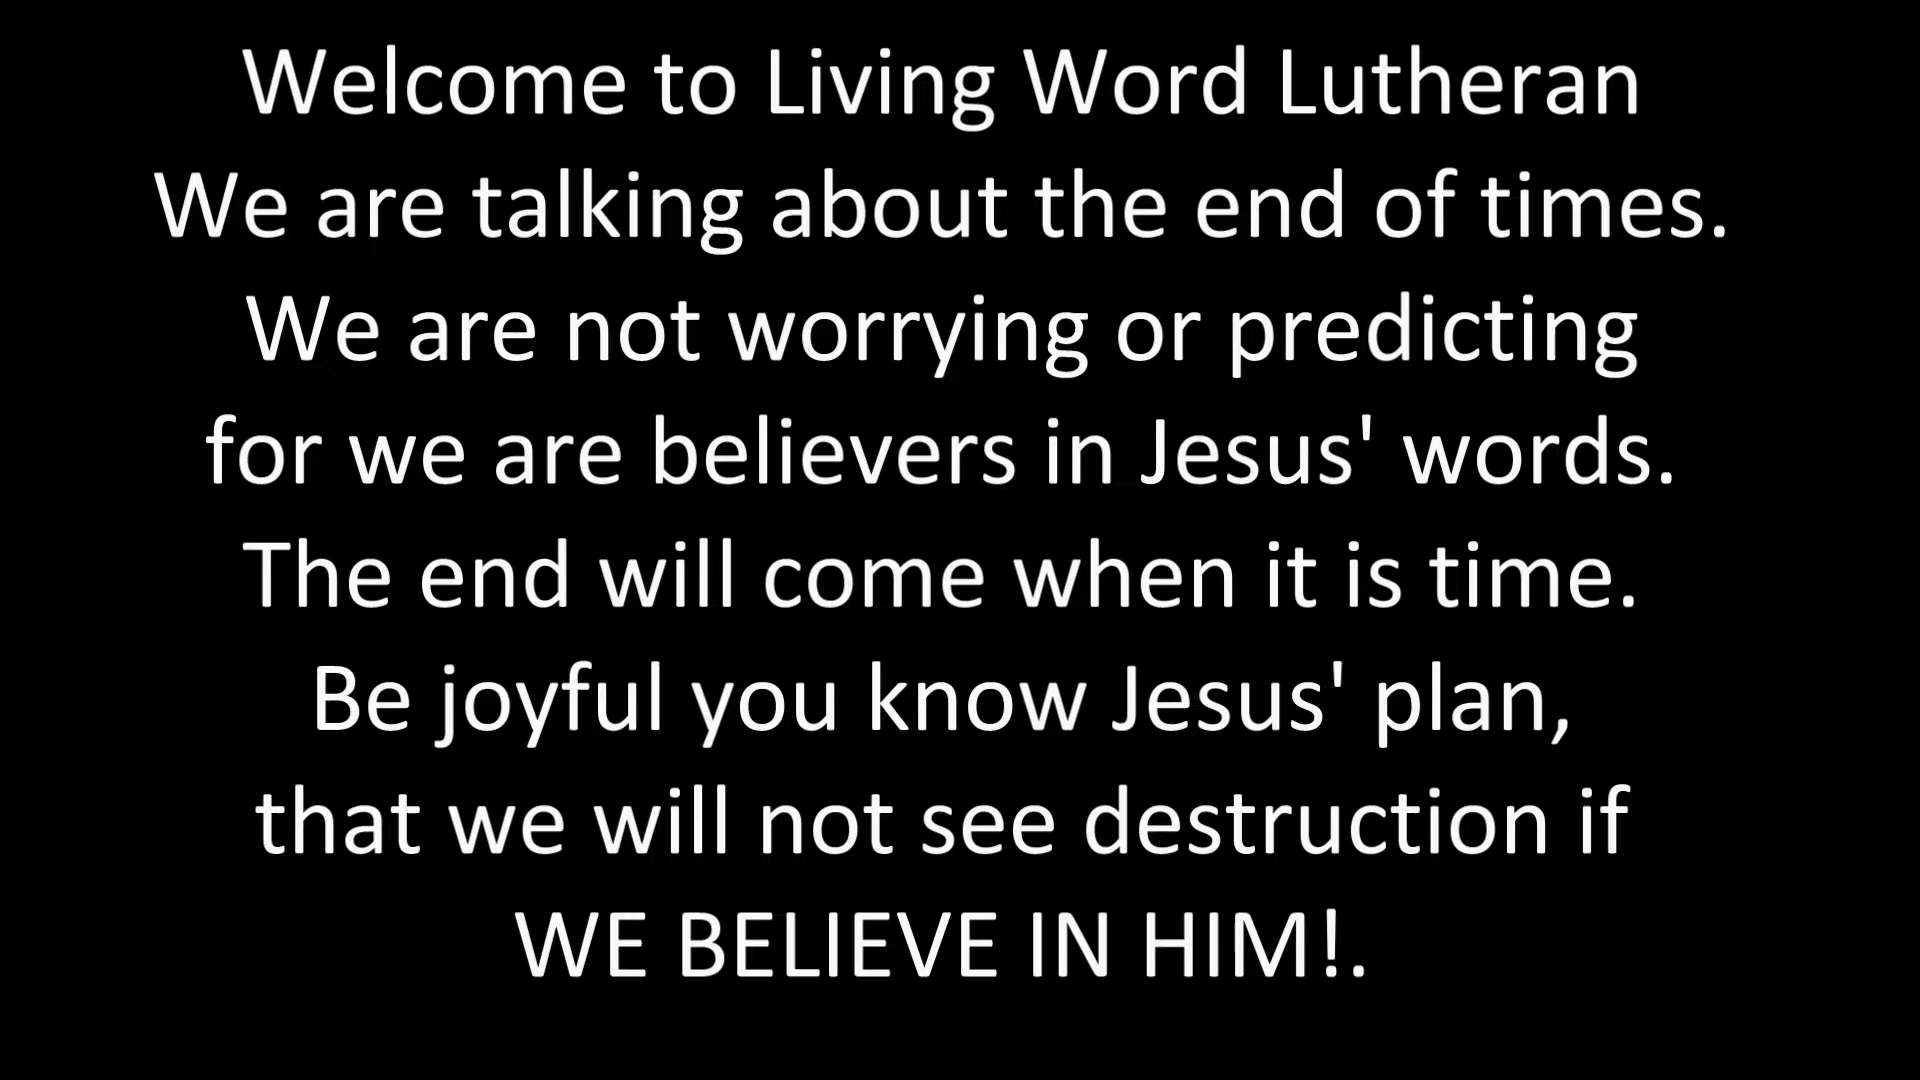 Welcome to Living Word Lutheran
We are talking about the end of times.
We are not worrying or predicting
for we are believers in Jesus' words.
The end will come when it is time.
Be joyful you know Jesus' plan,
that we will not see destruction if
WE BELIEVE IN HIM!.